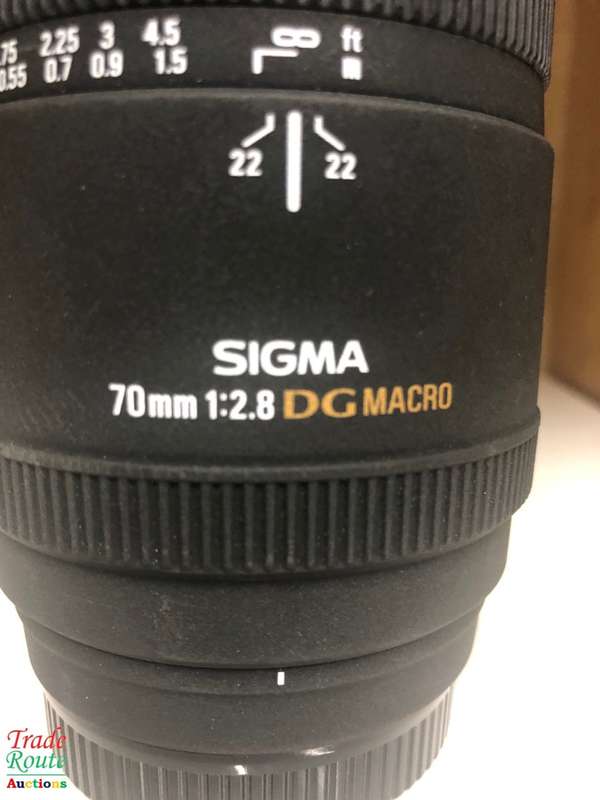 .75 2.25 3 4.5 ∞ ft
0.55 0.7 0.9 1.5 m
22 22
SIGMA
70mm 1:2.8 DG MACRO
Trade
Route
Auctions